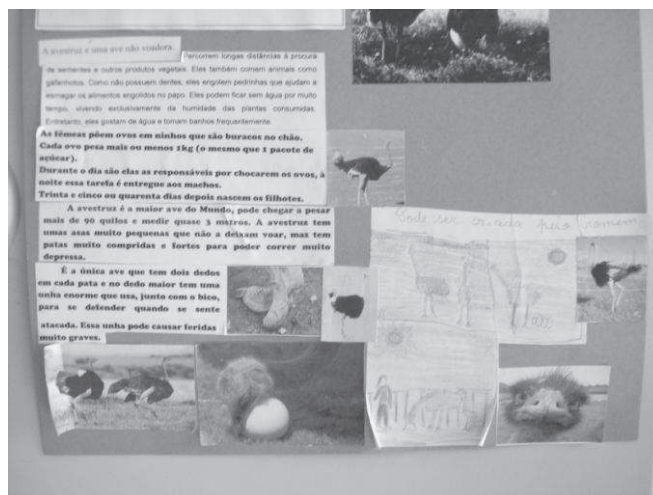 A avestruz é uma ave não voadora.
Percorrem longas distâncias à procura
de sementes e outros produtos vegetais. Eles também comem animais como
gafanhotos. Como não possuem dentes, eles engolem pedrinhas que ajudam a
esmagar os alimentos engolidos no papo. Eles podem ficar sem água por muito
tempo, vivendo exclusivamente da humidade das plantas consumidas.
Entretanto, eles gostam de água e tomam banhos frequentemente.
As fêmeas põem ovos em ninhos que são buracos no chão.
Cada ovo pesa mais ou menos 1kg (o mesmo que 1 pacote de
açúcar).
Durante o dia são elas as responsáveis por chocarem os ovos, à
noite essa tarefa é entregue aos machos.
Trinta e cinco ou quarenta dias depois nascem os filhotes.
A avestruz é a maior ave do Mundo, pode chegar a pesar
mais de 90 quilos e medir quase 3 metros. A avestruz tem
umas asas muito pequenas que não a deixam voar, mas tem
patas muito compridas e fortes para poder correr muito
depressa.
É a única ave que tem dois dedos
em cada pata e no dedo maior tem uma
unha enorme que usa, junto com o bico,
para se defender quando se sente
atacada. Essa unha pode causar feridas
muito graves.
Pode ser criada pelo homem